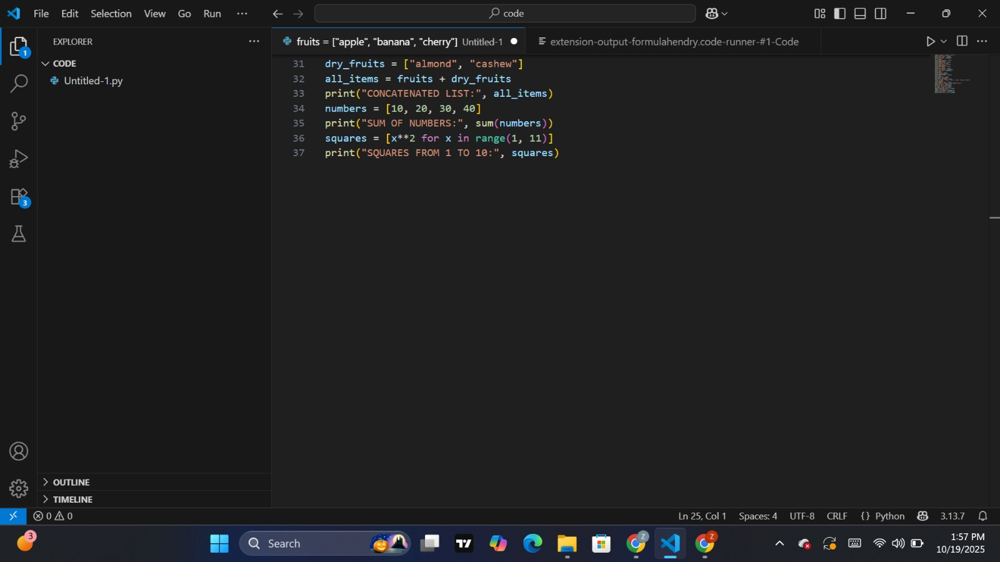 File Edit Selection View Go Run ··· code
EXPLORER ···
fruits = ["apple", "banana", "cherry"] Untitled-1
extension-output-formulahendry.code-runner-#1-Code
1
CODE
Untitled-1.py
3
31 dry_fruits = ["almond", "cashew"]
32 all_items = fruits + dry_fruits
33 print("CONCATENATED LIST:", all_items)
34 numbers = [10, 20, 30, 40]
35 print("SUM OF NUMBERS:", sum(numbers))
36 squares = [x**2 for x in range(1, 11)]
37 print("SQUARES FROM 1 TO 10:", squares)
OUTLINE
TIMELINE
0 0 Ln 25, Col 1 Spaces: 4 UTF-8 CRLF {} Python 3.13.7
3 Search Z Z 1:57 PM
10/19/2025